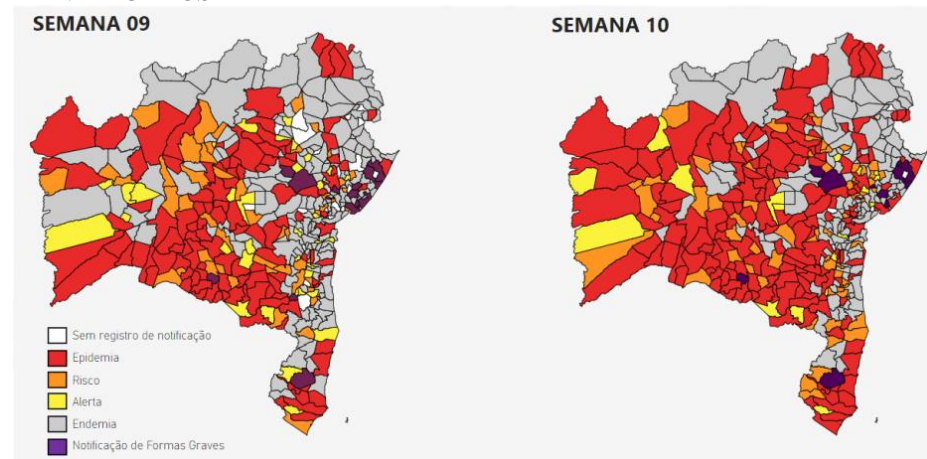 SEMANA 09
SEMANA 10
Sem registro de notificação
Epidemia
Risco
Alerta
Endemia
Notificação de Formas Graves